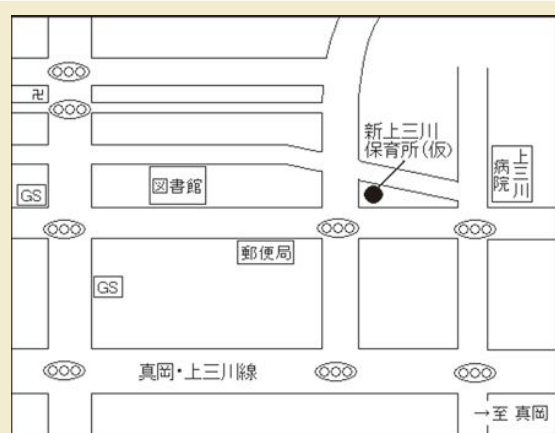 卍
新上三川
保育所(仮)
上三川
病院
図書館
GS
郵便局
GS
真岡・上三川線
→至 真岡